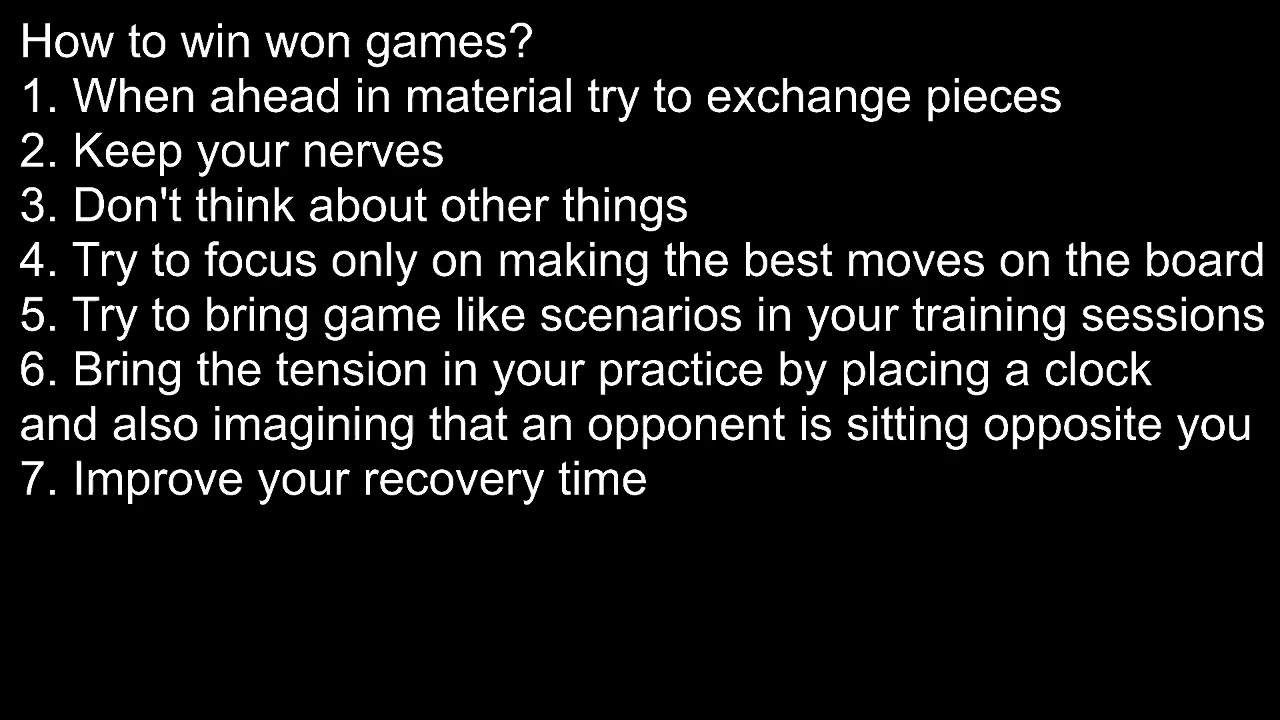 How to win won games?
1. When ahead in material try to exchange pieces
2. Keep your nerves
3. Don't think about other things
4. Try to focus only on making the best moves on the board
5. Try to bring game like scenarios in your training sessions
6. Bring the tension in your practice by placing a clock
and also imagining that an opponent is sitting opposite you
7. Improve your recovery time